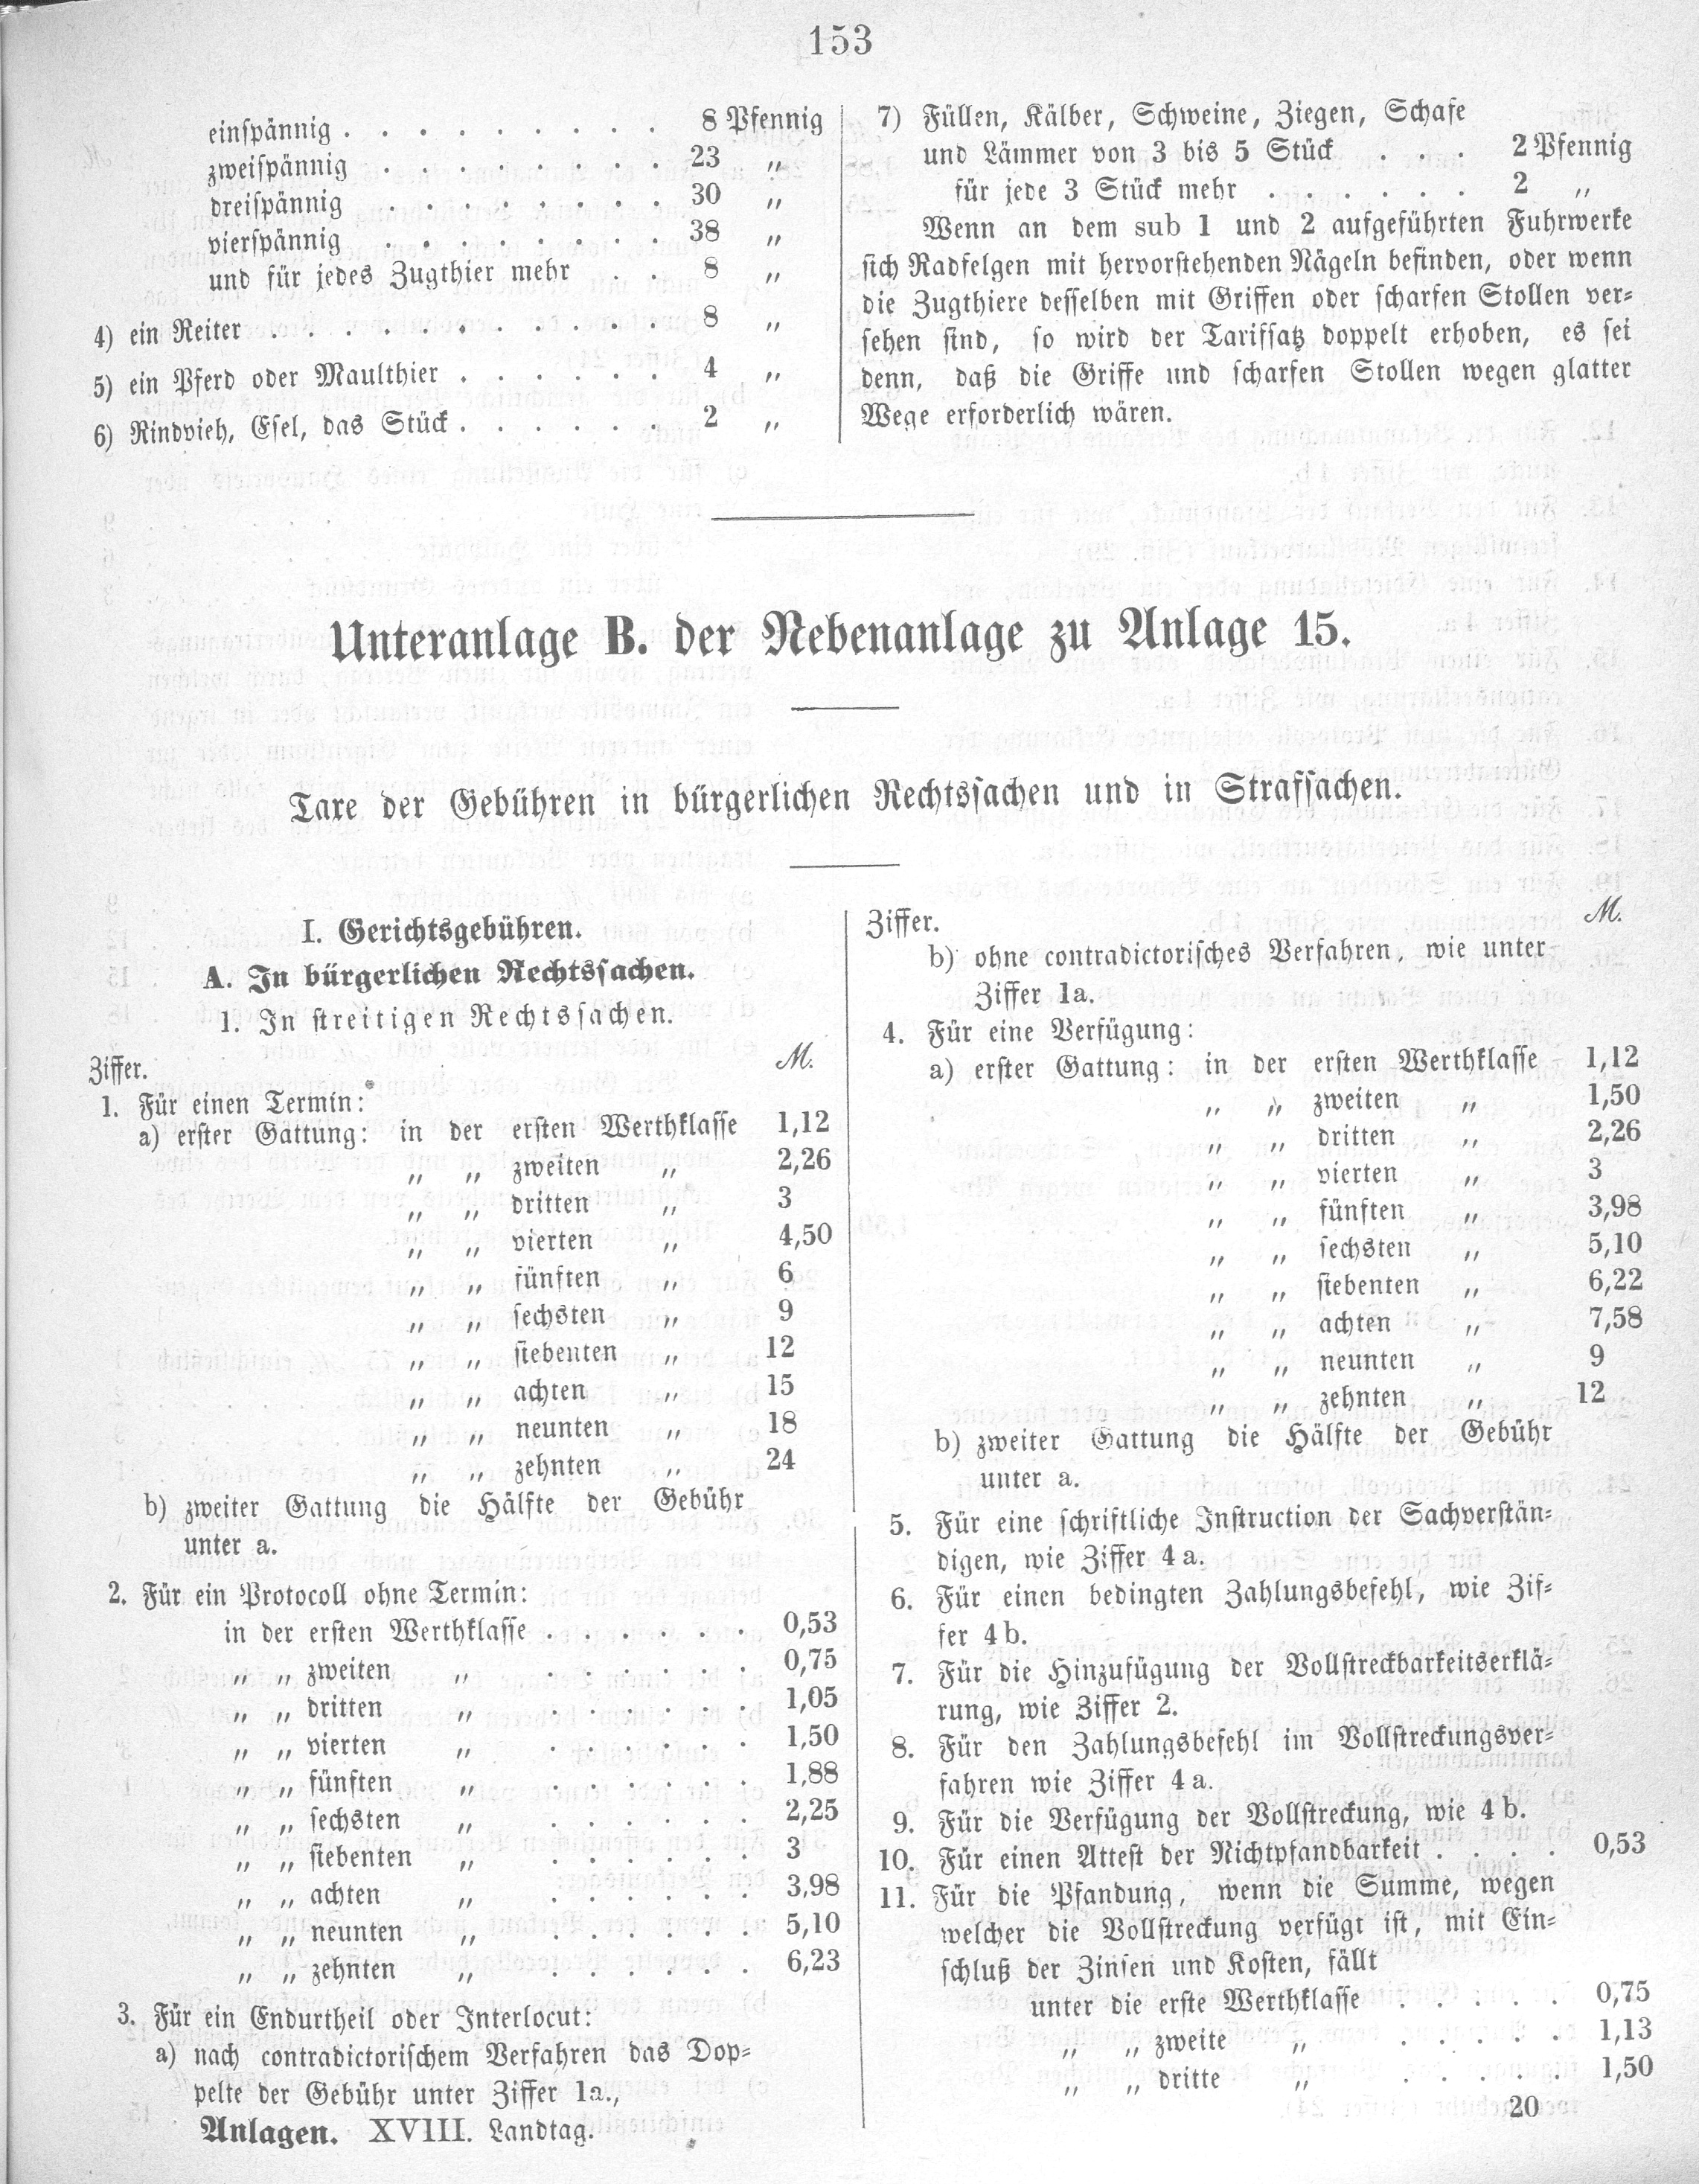 153
einspännig . . . . . . . . . 8 Pfennig
zweispännig . . . . . . . . 23 „
dreispännig . . . . . . . . 30 „
vierspännig . . . . . . . . 38 „
und für jedes Zugthier mehr . . 8 „
4) ein Reiter . . . . . . . . . . . 8 „
5) ein Pferd oder Maulthier . . . . . . 4 „
6) Rindvieh, Esel, das Stück . . . . . . 2 „
7) Füllen, Kälber, Schweine, Ziegen, Schafe
und Lämmer von 3 bis 5 Stück . . . 2 Pfennig
für jede 3 Stück mehr . . . . . . 2 „
Wenn an dem sub 1 und 2 aufgeführten Fuhrwerke
sich Radfelgen mit hervorstehenden Nägeln befinden, oder wenn
die Zugthiere desselben mit Griffen oder scharfen Stollen ver-
sehen sind, so wird der Tarifsatz doppelt erhoben, es sei
denn, daß die Griffe und scharfen Stollen wegen glatter
Wege erforderlich wären.
Unteranlage B. der Nebenanlage zu Anlage 15.
Taxe der Gebühren in bürgerlichen Rechtssachen und in Strafsachen.
I. Gerichtsgebühren.
A. In bürgerlichen Rechtssachen.
1. In streitigen Rechtssachen.
Ziffer. M.
1. Für einen Termin:
a) erster Gattung: in der ersten Werthklasse 1,12
„ „ zweiten „ 2,26
„ „ dritten „ 3
„ „ vierten „ 4,50
„ „ fünften „ 6
„ „ sechsten „ 9
„ „ siebenten „ 12
„ „ achten „ 15
„ „ neunten „ 18
„ „ zehnten „ 24
b) zweiter Gattung die Hälfte der Gebühr
unter a.
2. Für ein Protocoll ohne Termin:
in der ersten Werthklasse . . . . . . 0,53
„ „ zweiten „ . . . . . . 0,75
„ „ dritten „ . . . . . . 1,05
„ „ vierten „ . . . . . . 1,50
„ „ fünften „ . . . . . . 1,88
„ „ sechsten „ . . . . . . 2,25
„ „ siebenten „ . . . . . . 3
„ „ achten „ . . . . . . 3,98
„ „ neunten „ . . . . . . 5,10
„ „ zehnten „ . . . . . . 6,23
3. Für ein Endurtheil oder Interlocut:
a) nach contradictorischem Verfahren das Dop-
pelte der Gebühr unter Ziffer 1a.,
Anlagen. XVIII. Landtag.
Ziffer. M.
b) ohne contradictorisches Verfahren, wie unter
Ziffer 1a.
4. Für eine Verfügung:
a) erster Gattung: in der ersten Werthklasse 1,12
„ „ zweiten „ 1,50
„ „ dritten „ 2,26
„ „ vierten „ 3
„ „ fünften „ 3,98
„ „ sechsten „ 5,10
„ „ siebenten „ 6,22
„ „ achten „ 7,58
„ „ neunten „ 9
„ „ zehnten „ 12
b) zweiter Gattung die Hälfte der Gebühr
unter a.
5. Für eine schriftliche Instruction der Sachverstän-
digen, wie Ziffer 4 a.
6. Für einen bedingten Zahlungsbefehl, wie Zif-
fer 4 b.
7. Für die Hinzufügung der Vollstreckbarkeitserklä-
rung, wie Ziffer 2.
8. Für den Zahlungsbefehl im Vollstreckungsver-
fahren wie Ziffer 4 a.
9. Für die Verfügung der Vollstreckung, wie 4 b.
10. Für einen Attest der Nichtpfandbarkeit . . . . 0,53
11. Für die Pfandung, wenn die Summe, wegen
welcher die Vollstreckung verfügt ist, mit Ein-
schluß der Zinsen und Kosten, fällt
unter die erste Werthklasse . . . . . 0,75
„ „ zweite „ . . . . . 1,13
„ „ dritte „ . . . . . 1,50
20